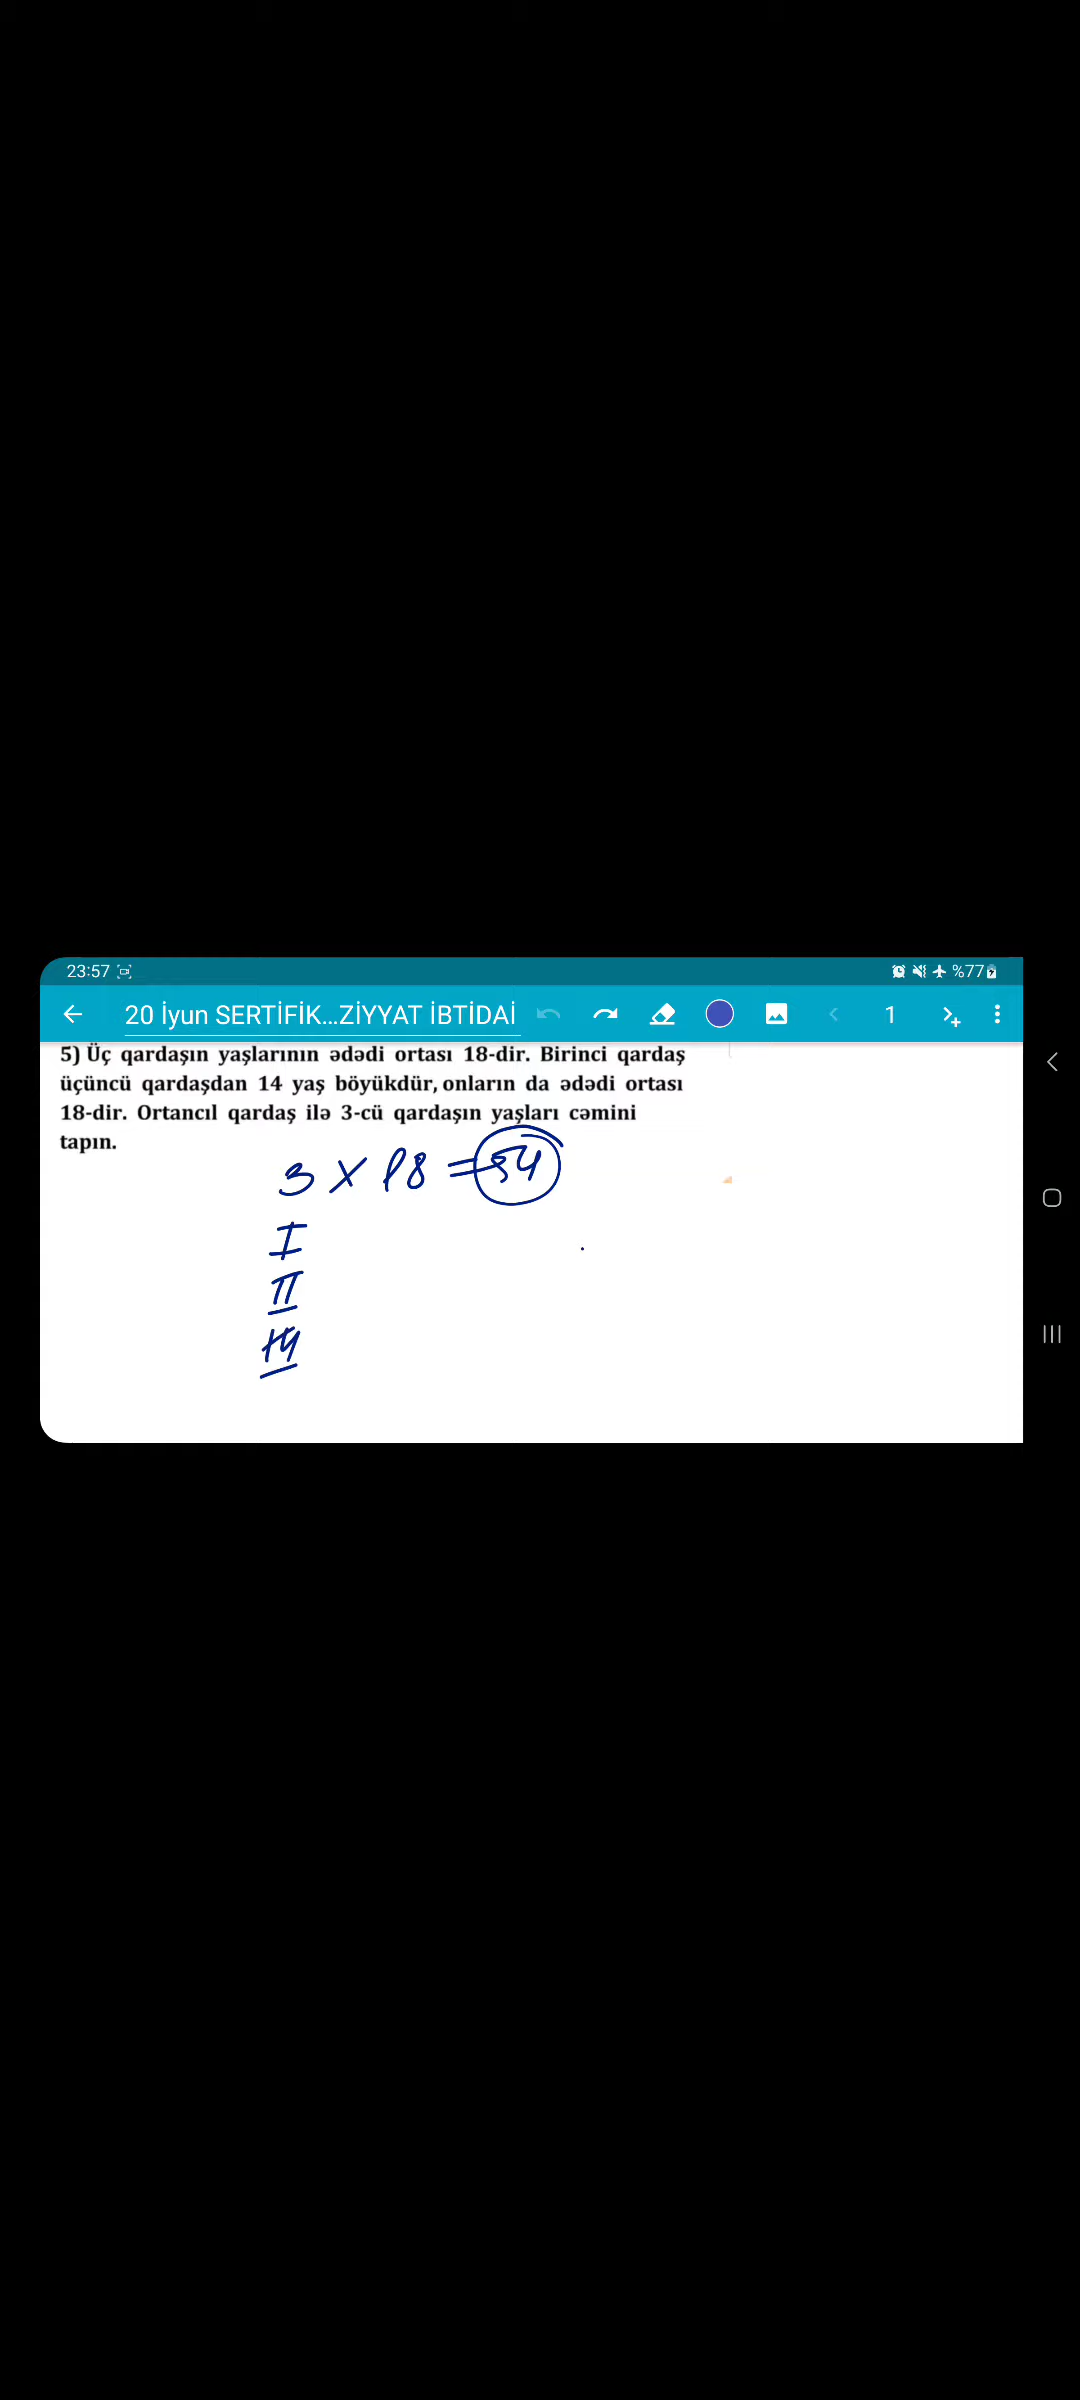 23:57
%77
20 İyun SERTİFİK...ZİYYAT İBTİDAİ
1
5) Üç qardaşın yaşlarının ədədi ortası 18-dir. Birinci qardaş
üçüncü qardaşdan 14 yaş böyükdür, onların da ədədi ortası
18-dir. Ortancıl qardaş ilə 3-cü qardaşın yaşları cəmini
tapın.
3 x 18 = 54
I
II